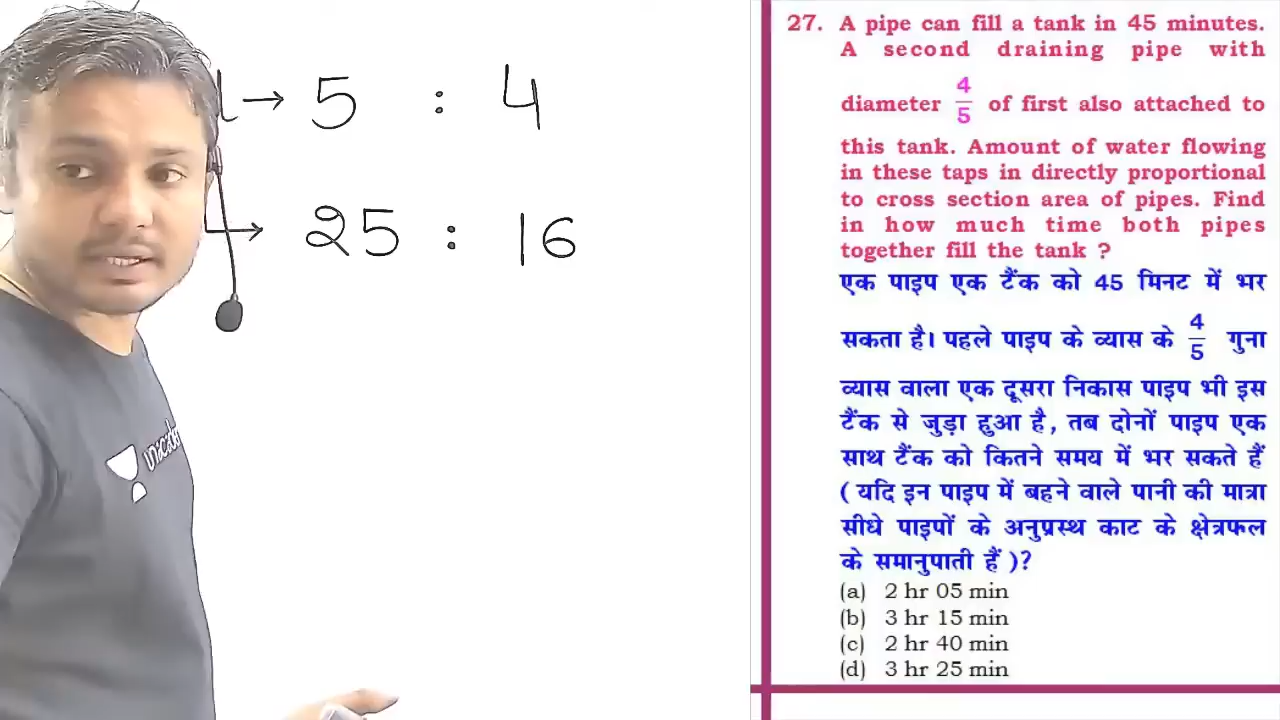 d → 5 : 4
→ 25 : 16
unacademy
27. A pipe can fill a tank in 45 minutes.
A second draining pipe with
diameter 4/5 of first also attached to
this tank. Amount of water flowing
in these taps in directly proportional
to cross section area of pipes. Find
in how much time both pipes
together fill the tank ?
एक पाइप एक टैंक को 45 मिनट में भर
सकता है। पहले पाइप के व्यास के 4/5 गुना
व्यास वाला एक दूसरा निकास पाइप भी इस
टैंक से जुड़ा हुआ है, तब दोनों पाइप एक
साथ टैंक को कितने समय में भर सकते हैं
( यदि इन पाइप में बहने वाले पानी की मात्रा
सीधे पाइपों के अनुप्रस्थ काट के क्षेत्रफल
के समानुपाती हैं )?
(a) 2 hr 05 min
(b) 3 hr 15 min
(c) 2 hr 40 min
(d) 3 hr 25 min